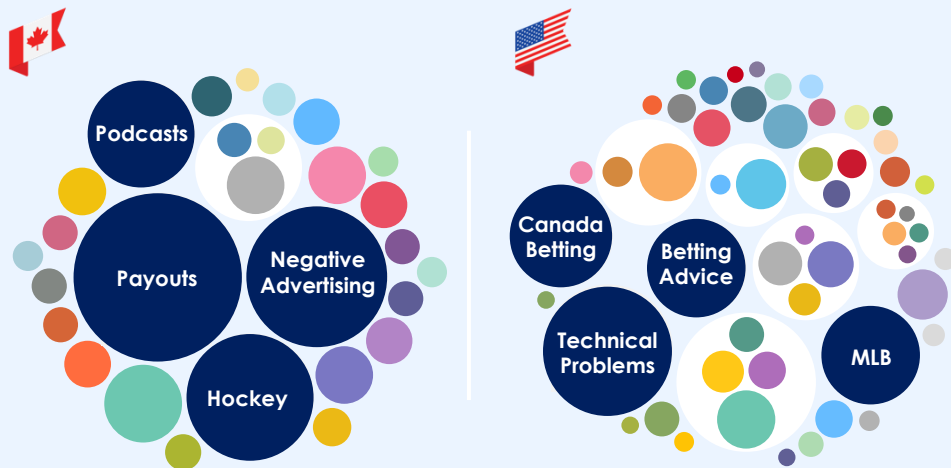 Podcasts
Payouts
Negative
Advertising
Hockey
Canada
Betting
Betting
Advice
Technical
Problems
MLB